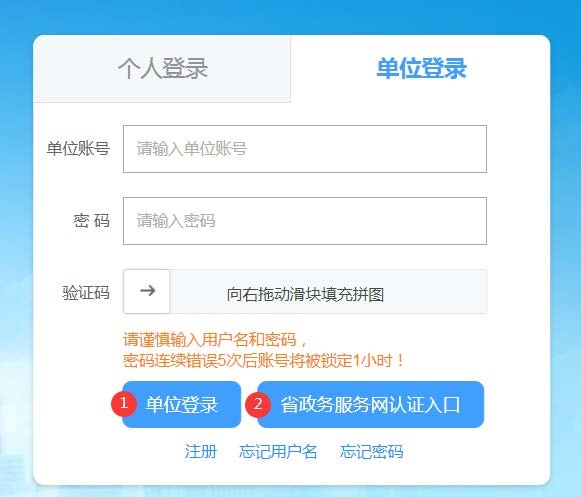 个人登录 单位登录
单位账号 请输入单位账号
密 码 请输入密码
验证码 → 向右拖动滑块填充拼图
请谨慎输入用户名和密码，
密码连续错误5次后账号将被锁定1小时！
1 单位登录 2 省政务服务网认证入口
注册 忘记用户名 忘记密码